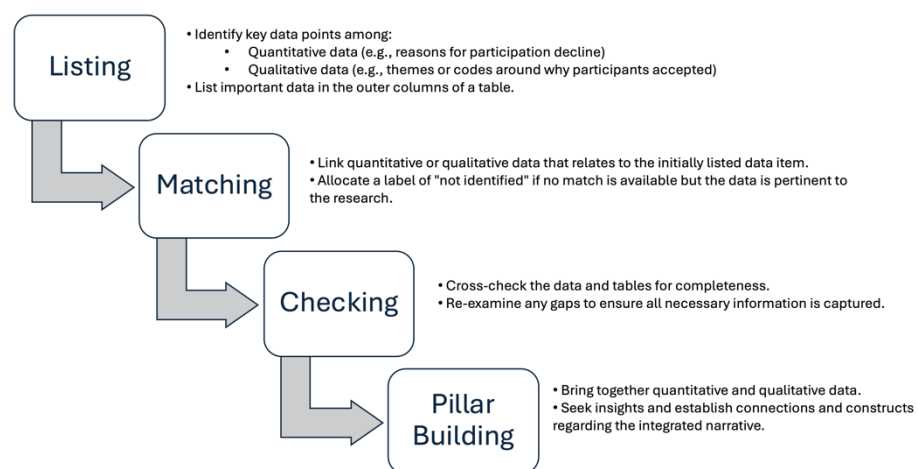 Listing
• Identify key data points among:
• Quantitative data (e.g., reasons for participation decline)
• Qualitative data (e.g., themes or codes around why participants accepted)
• List important data in the outer columns of a table.
Matching
• Link quantitative or qualitative data that relates to the initially listed data item.
• Allocate a label of "not identified" if no match is available but the data is pertinent to
the research.
Checking
• Cross-check the data and tables for completeness.
• Re-examine any gaps to ensure all necessary information is captured.
Pillar
Building
• Bring together quantitative and qualitative data.
• Seek insights and establish connections and constructs
regarding the integrated narrative.